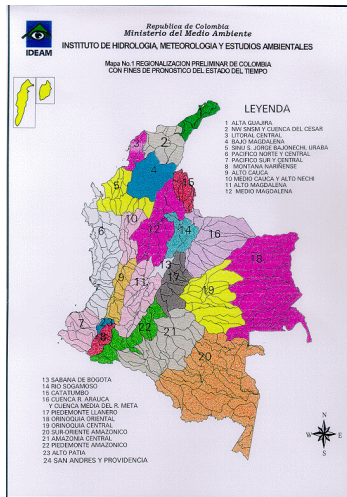 Republica de Colombia
Ministerio del Medio Ambiente
INSTITUTO DE HIDROLOGIA, METEOROLOGIA Y ESTUDIOS AMBIENTALES
IDEAM
Mapa No.1 REGIONALIZACION PRELIMINAR DE COLOMBIA
CON FINES DE PRONOSTICO DEL ESTADO DEL TIEMPO
LEYENDA
1 ALTA GUAJIRA
2 NW SNSM Y CUENCA DEL CESAR
3 LITORAL CENTRAL
4 BAJO MAGDALENA
5 SINU S. JORGE BAJONECHI, URABA
6 PACIFICO NORTE Y CENTRAL
7 PACIFICO SUR Y CENTRAL
8 MONTANA NARIÑENSE
9 ALTO CAUCA
10 MEDIO CAUCA Y ALTO NECHI
11 ALTO MAGDALENA
12 MEDIO MAGDALENA
2
3
4
5
15
10
6
12
14
16
18
13
17
9
11
19
7
8
22
21
20
13 SABANA DE BOGOTA
14 RIO SOGAMOSO
15 CATATUMBO
16 CUENCA R. ARAUCA
Y CUENCA MEDIA DEL R. META
17 PIEDEMONTE LLANERO
18 ORINOQUIA ORIENTAL
19 ORINOQUIA CENTRAL
20 SUR-ORIENTE AMAZONICO
21 AMAZONIA CENTRAL
22 PIEDEMONTE AMAZONICO
23 ALTO PATIA
24 SAN ANDRES Y PROVIDENCIA
N
W E
S